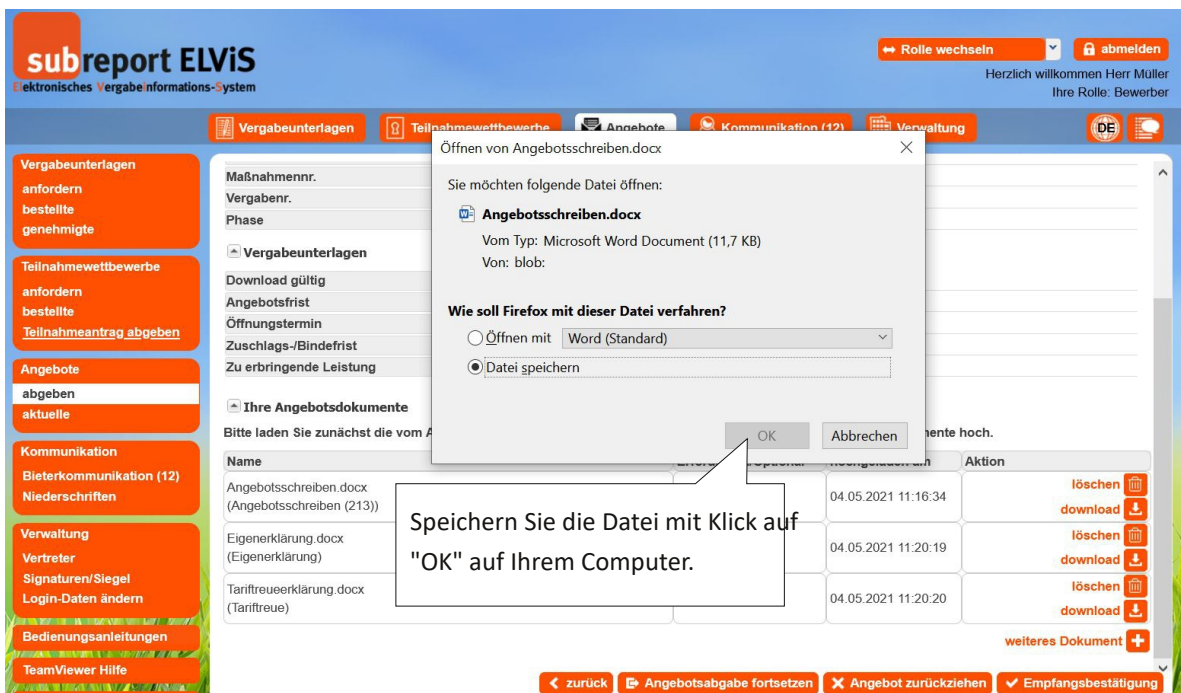 subreport ELViS
Elektronisches Vergabeinformations-System
Rolle wechseln
abmelden
Herzlich willkommen Herr Müller
Ihre Rolle: Bewerber
Vergabeunterlagen
Teilnahmewettbewerbe
Angebote
Kommunikation (12)
Verwaltung
DE
Vergabeunterlagen
anfordern
bestellte
genehmigte
Teilnahmewettbewerbe
anfordern
bestellte
Teilnahmeantrag abgeben
Angebote
abgeben
aktuelle
Kommunikation
Bieterkommunikation (12)
Niederschriften
Verwaltung
Vertreter
Signaturen/Siegel
Login-Daten ändern
Bedienungsanleitungen
TeamViewer Hilfe
Maßnahmennr.
Vergabenr.
Phase
Vergabeunterlagen
Download gültig
Angebotsfrist
Öffnungstermin
Zuschlags-/Bindefrist
Zu erbringende Leistung
Ihre Angebotsdokumente
Bitte laden Sie zunächst die vom
hoch.
Öffnen von Angebotsschreiben.docx
Sie möchten folgende Datei öffnen:
Angebotsschreiben.docx
Vom Typ: Microsoft Word Document (11,7 KB)
Von: blob:
Wie soll Firefox mit dieser Datei verfahren?
Öffnen mit Word (Standard)
Datei speichern
OK
Abbrechen
Name
Aktion
Angebotsschreiben.docx
(Angebotsschreiben (213))
04.05.2021 11:16:34
löschen
download
Eigenerklärung.docx
(Eigenerklärung)
04.05.2021 11:20:19
löschen
download
Tariftreueerklärung.docx
(Tariftreue)
04.05.2021 11:20:20
löschen
download
Speichern Sie die Datei mit Klick auf
"OK" auf Ihrem Computer.
weiteres Dokument
zurück
Angebotsabgabe fortsetzen
Angebot zurückziehen
Empfangsbestätigung